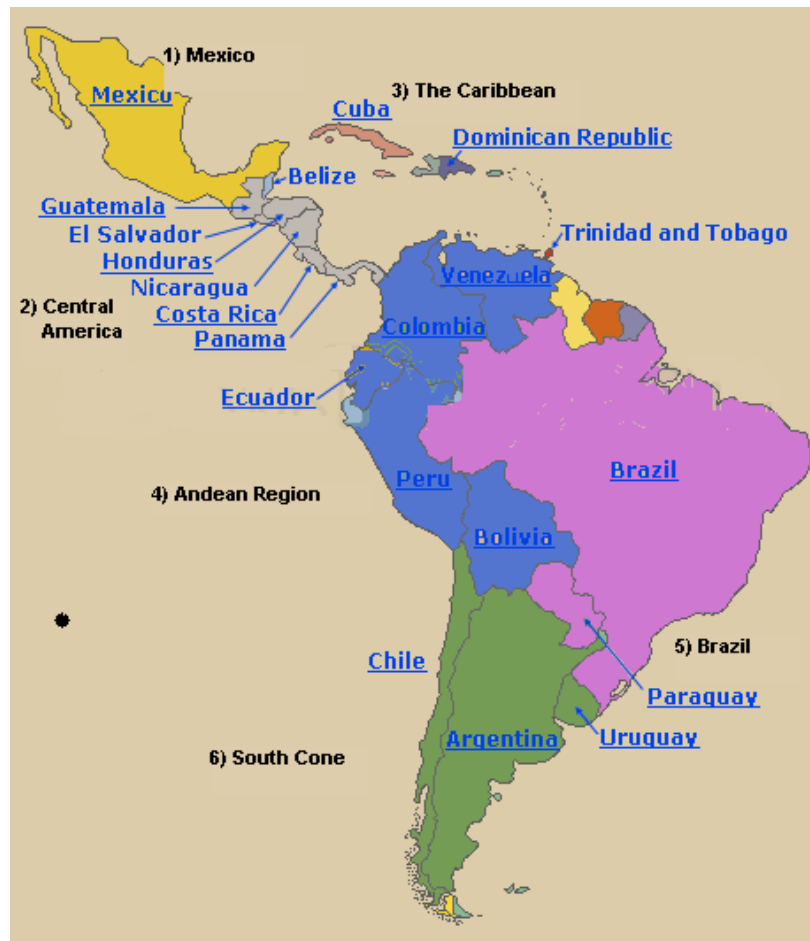 1) Mexico
Mexico
3) The Caribbean
Cuba
Dominican Republic
Belize
Guatemala
El Salvador
Honduras
Nicaragua
Costa Rica
Panama
Trinidad and Tobago
Venezuela
2) Central
America
Colombia
Ecuador
Peru
Brazil
4) Andean Region
Bolivia
5) Brazil
Chile
Paraguay
Uruguay
Argentina
6) South Cone